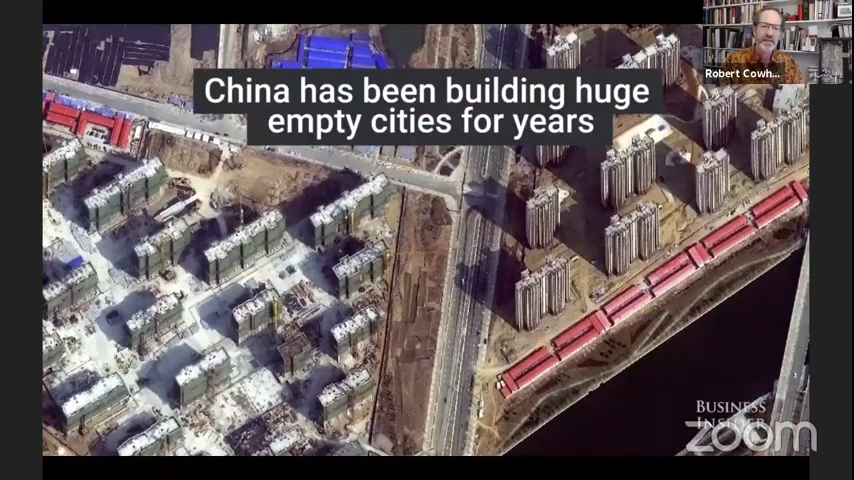 Robert Cowh...
China has been building huge
empty cities for years
BUSINESS
INSIDER
zoom